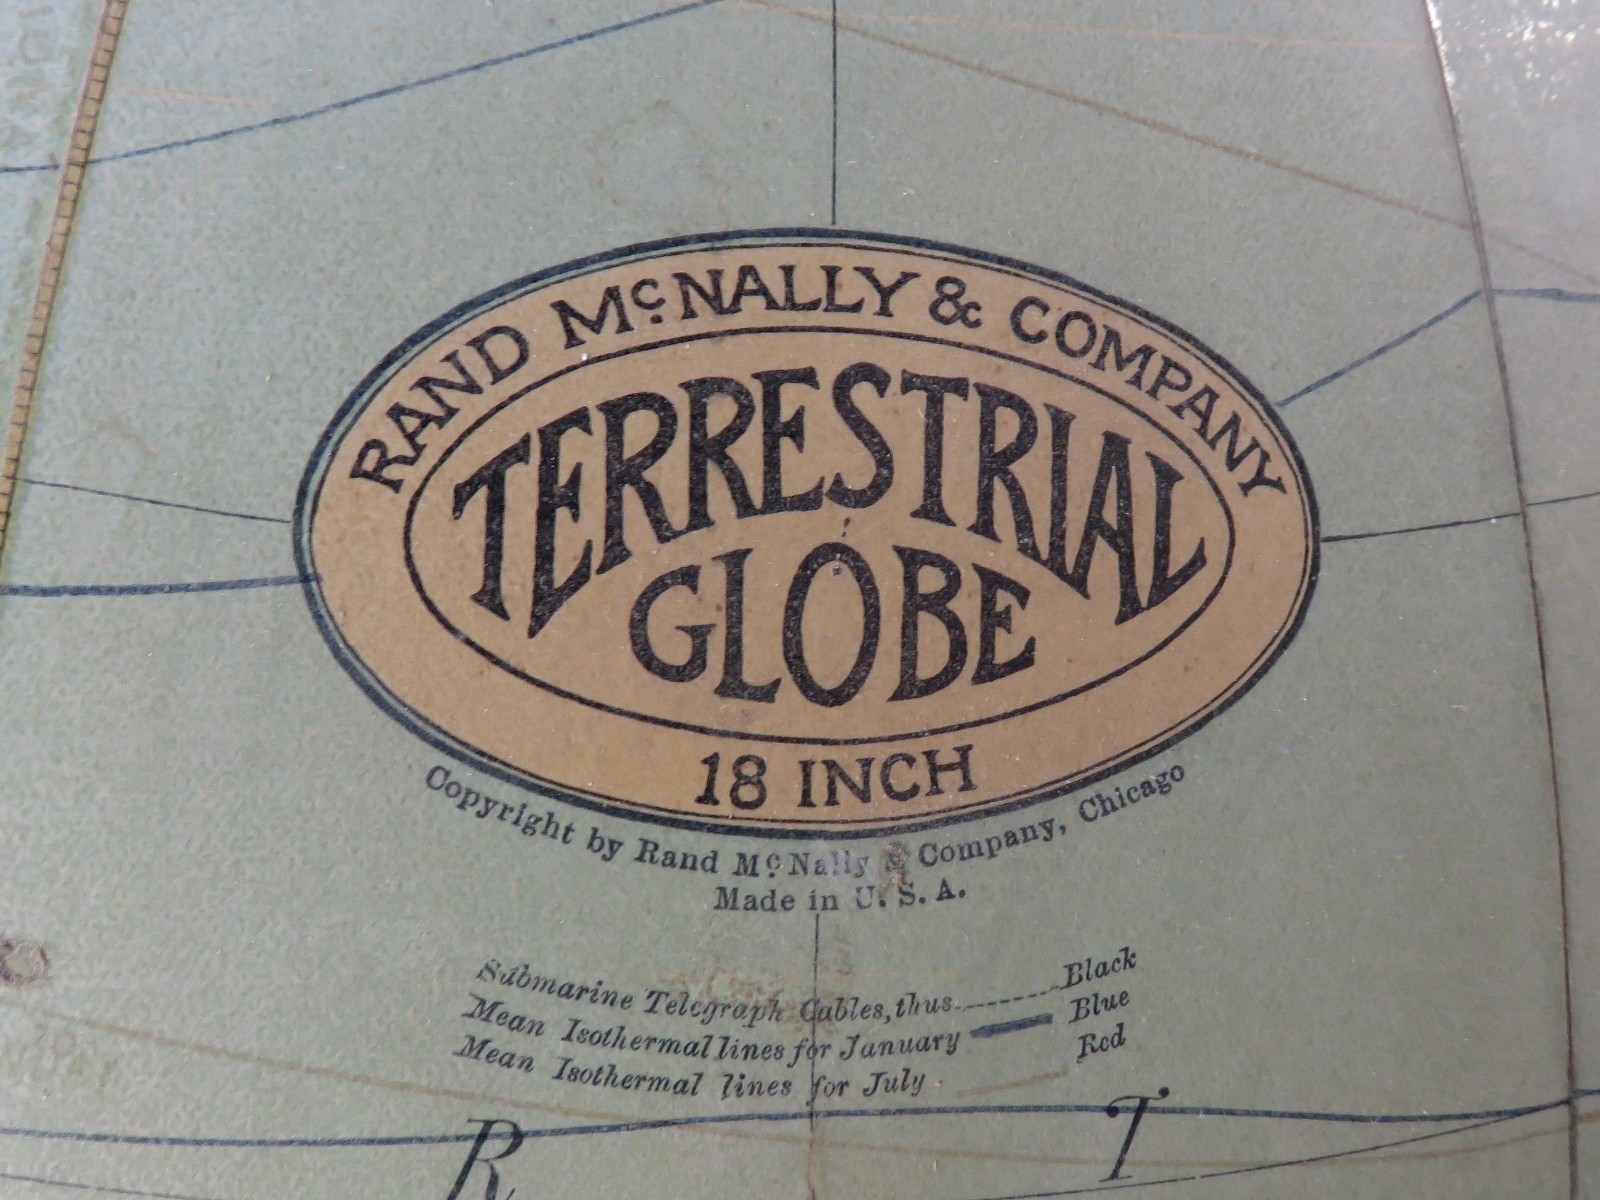 RAND McNALLY & COMPANY
TERRESTRIAL
GLOBE
18 INCH
Copyright by Rand McNally & Company, Chicago
Made in U. S. A.
Submarine Telegraph Cables, thus Black
Mean Isothermal lines for January Blue
Mean Isothermal lines for July Red
R T